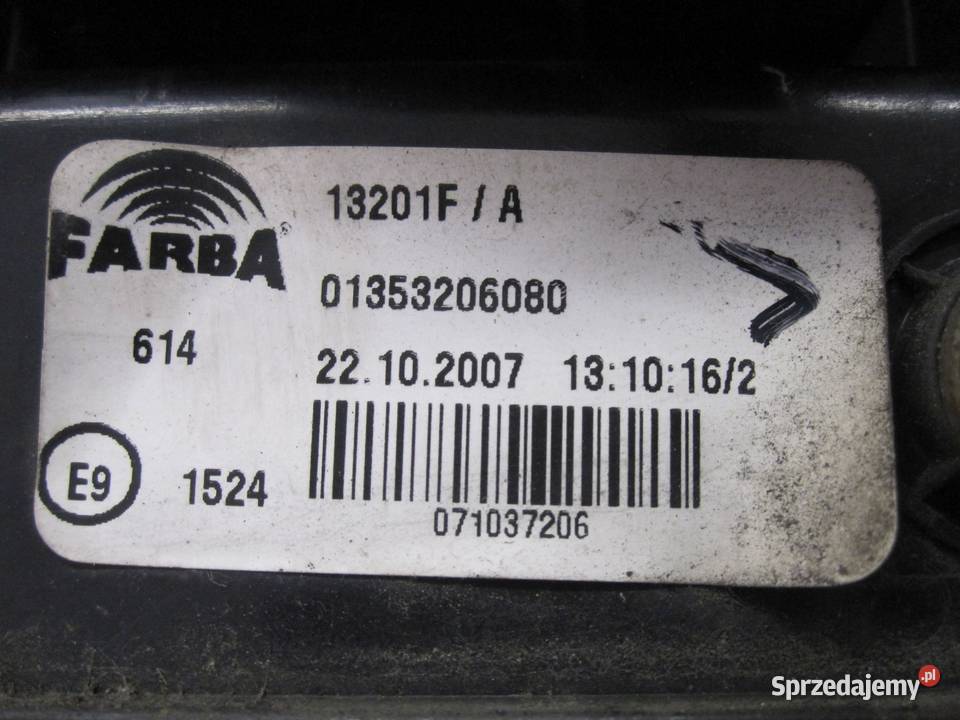 FARBA
13201F / A
01353206080
614
22.10.2007 13:10:16/2
E9
1524
071037206
Sprzedajemy.pl